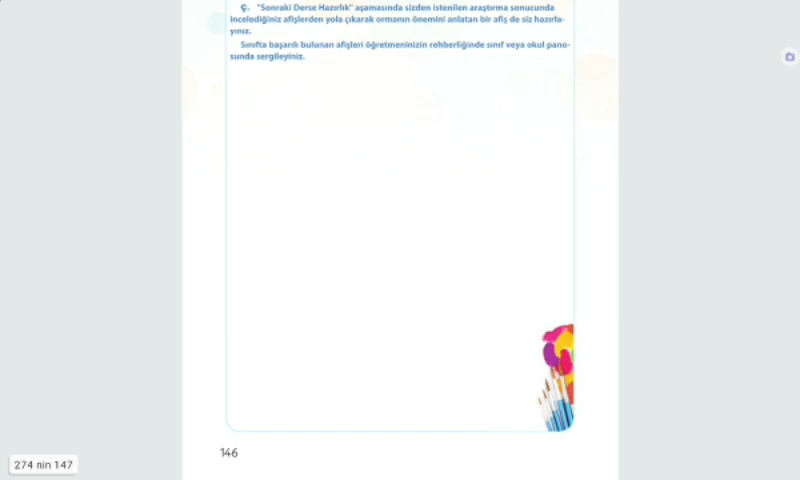 Ç. "Sonraki Derse Hazırlık" aşamasında sizden istenilen araştırma sonucunda
incelediğiniz afişlerden yola çıkarak ormanın önemini anlatan bir afiş de siz hazırla-
yınız.
Sınıfta başarılı bulunan afişleri öğretmeninizin rehberliğinde sınıf veya okul pano-
sunda sergileyiniz.
146
274 nin 147